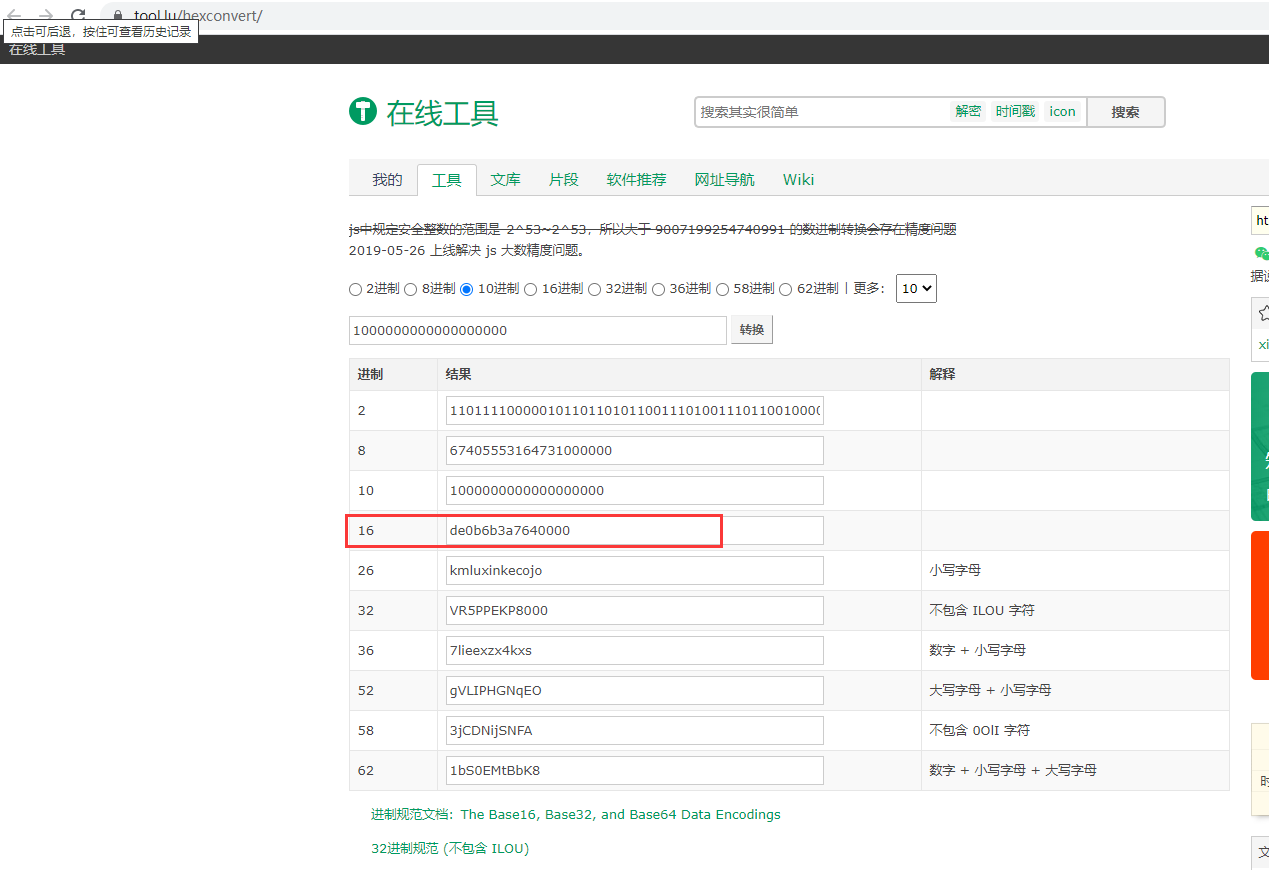 tool.lu/hexconvert/
点击可后退，按住可查看历史记录
在线工具
T 在线工具
搜索其实很简单 解密 时间戳 icon 搜索
我的 工具 文库 片段 软件推荐 网址导航 Wiki
js中规定安全整数的范围是 -2^53~2^53，所以大于 9007199254740991 的数进制转换会存在精度问题
ht
2019-05-26 上线解决 js 大数精度问题。
2进制 8进制 10进制 16进制 32进制 36进制 58进制 62进制 | 更多： 10
1000000000000000000 转换
xi
进制 结果 解释
2 11011110000010110110101100111010011101100100000
8 67405553164731000000
10 1000000000000000000
16 de0b6b3a7640000
26 kmluxinkecojo 小写字母
32 VR5PPEKP8000 不包含 ILOU 字符
36 7lieexzx4kxs 数字 + 小写字母
52 gVLIPHGNqEO 大写字母 + 小写字母
58 3jCDNijSNFA 不包含 0OlI 字符
62 1bS0EMtBbK8 数字 + 小写字母 + 大写字母
进制规范文档：The Base16, Base32, and Base64 Data Encodings
32进制规范 (不包含 ILOU)
文